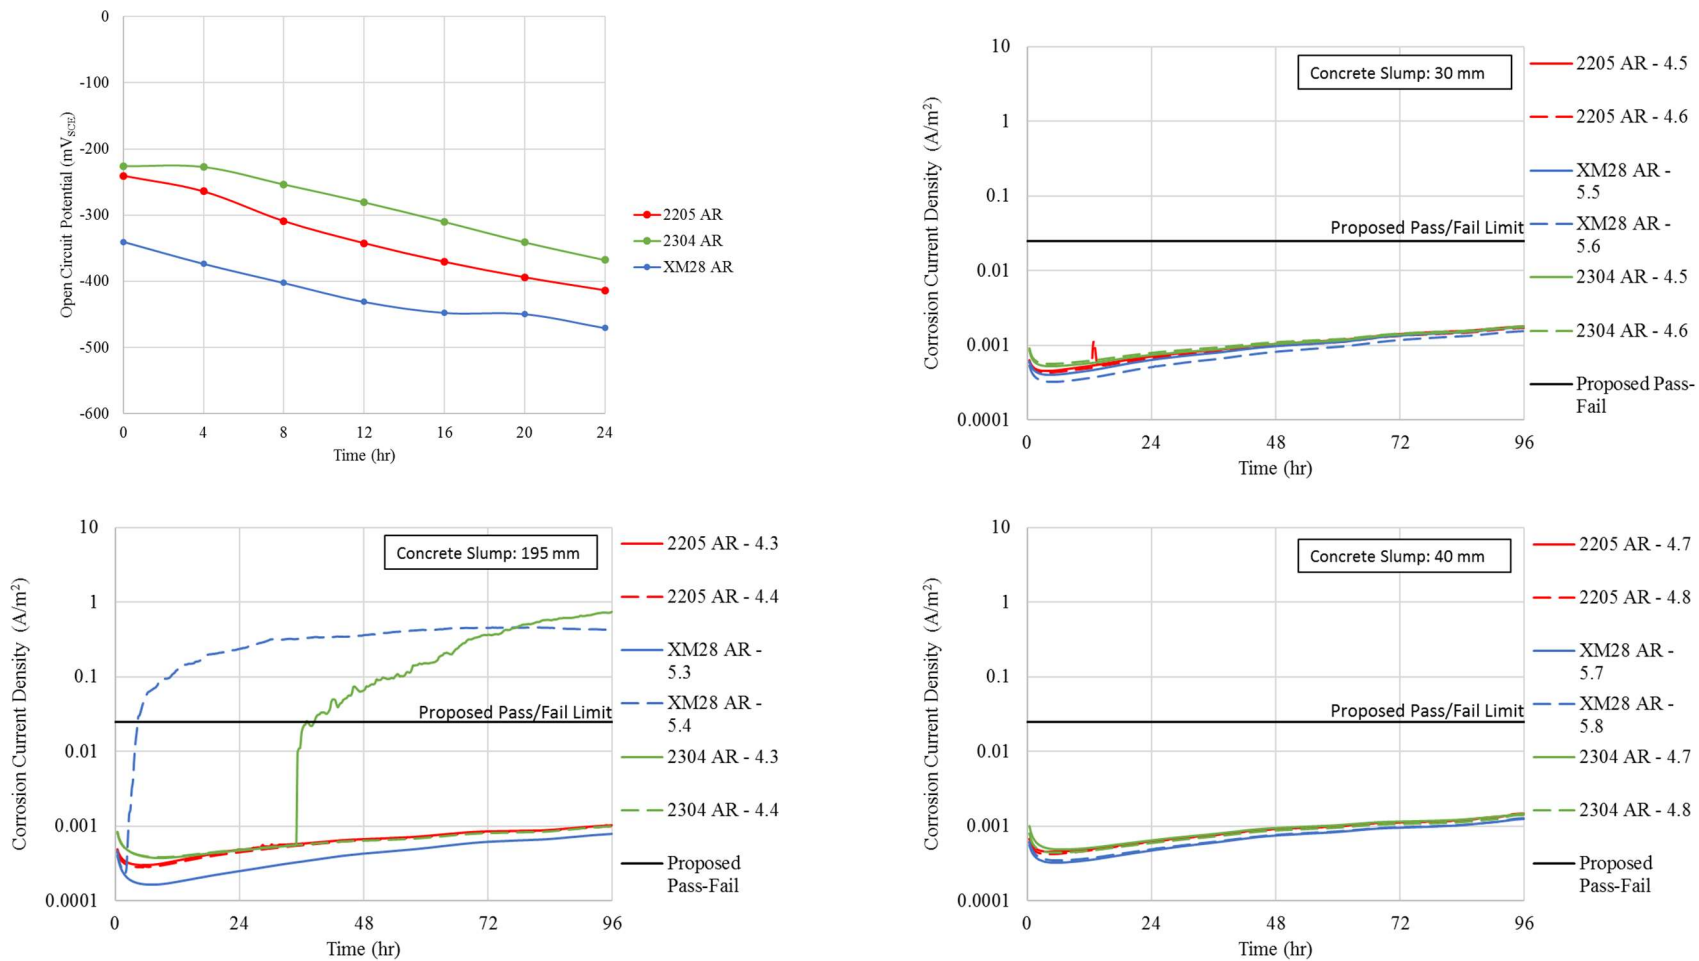 0
-100
-200
-300
-400
-500
-600
Open Circuit Potential (mVSCE)
0 4 8 12 16 20 24
Time (hr)
2205 AR
2304 AR
XM28 AR
10
1
0.1
0.01
0.001
0.0001
Corrosion Current Density (A/m²)
Concrete Slump: 30 mm
Proposed Pass/Fail Limit
0 24 48 72 96
Time (hr)
2205 AR - 4.5
2205 AR - 4.6
XM28 AR -
5.5
XM28 AR -
5.6
2304 AR - 4.5
2304 AR - 4.6
Proposed Pass-
Fail
10
1
0.1
0.01
0.001
0.0001
Corrosion Current Density (A/m²)
Concrete Slump: 195 mm
Proposed Pass/Fail Limit
0 24 48 72 96
Time (hr)
2205 AR - 4.3
2205 AR - 4.4
XM28 AR -
5.3
XM28 AR -
5.4
2304 AR - 4.3
2304 AR - 4.4
Proposed
Pass-Fail
10
1
0.1
0.01
0.001
0.0001
Corrosion Current Density (A/m²)
Concrete Slump: 40 mm
Proposed Pass/Fail Limit
0 24 48 72 96
Time (hr)
2205 AR - 4.7
2205 AR - 4.8
XM28 AR -
5.7
XM28 AR -
5.8
2304 AR - 4.7
2304 AR - 4.8
Proposed
Pass-Fail